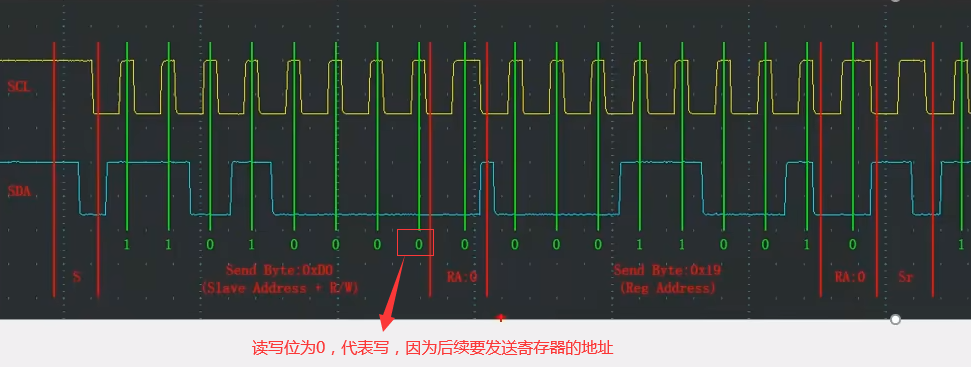 SCL
SDA
1 1 0 1 0 0 0 0 0 0 0 0 1 1 0 0 1 0 1
S
Send Byte:0xD0
(Slave Address + R/W)
RA:0
Send Byte:0x19
(Reg Address)
RA:0
Sr
读写位为0，代表写，因为后续要发送寄存器的地址